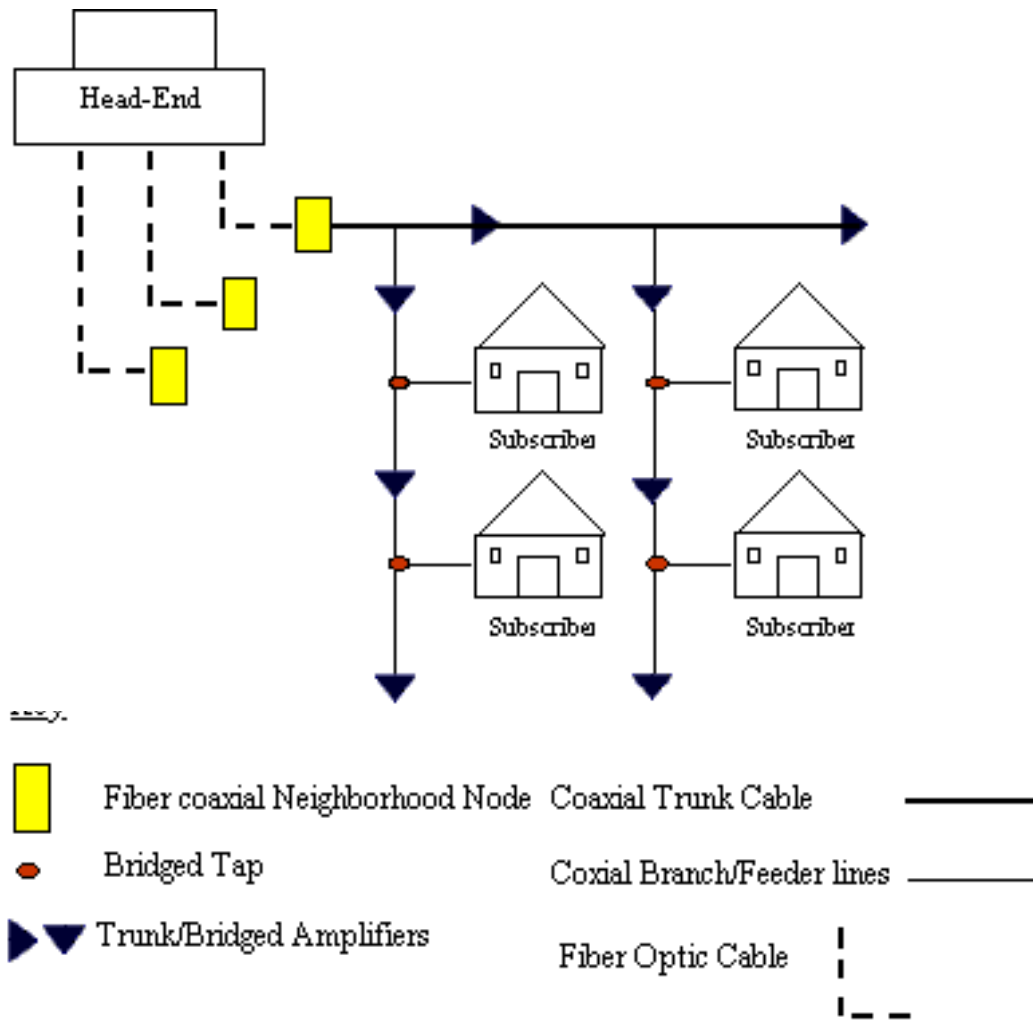 Head-End
Subscriber
Subscriber
Subscriber
Subscriber
Fiber coaxial Neighborhood Node
Coaxial Trunk Cable
Bridged Tap
Coxial Branch/Feeder lines
Trunk/Bridged Amplifiers
Fiber Optic Cable